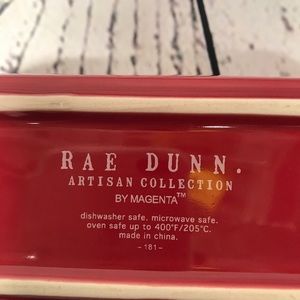 RAE DUNN.
ARTISAN COLLECTION
BY MAGENTA™
dishwasher safe. microwave safe.
oven safe up to 400°F/205°C.
made in china.
- 181 -